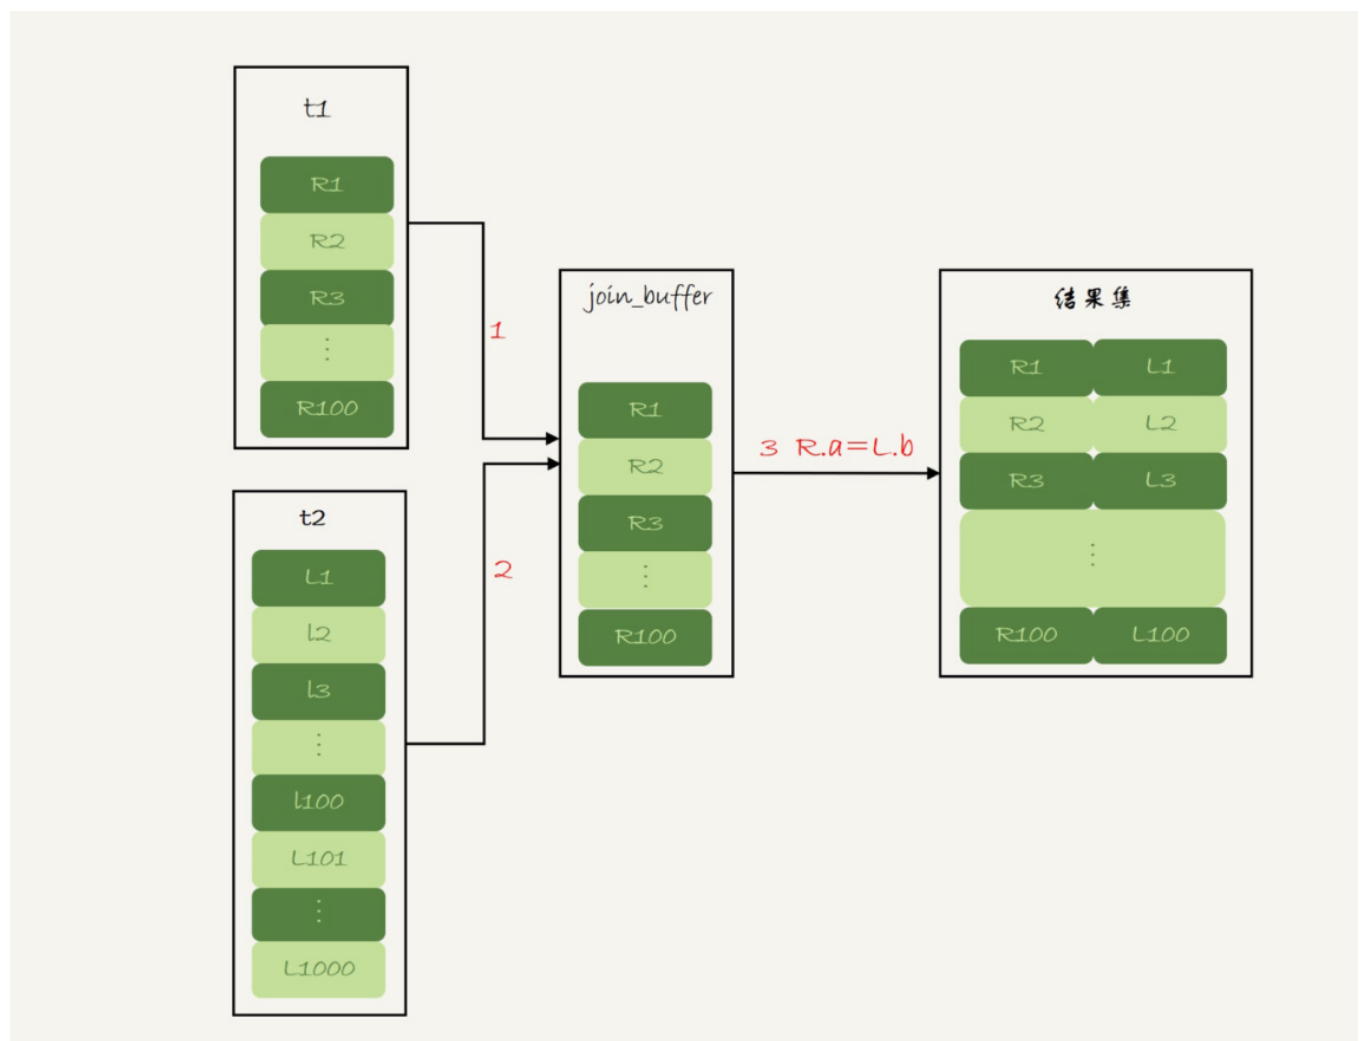 t1
R1
R2
R3
⋮
R100
t2
L1
l2
l3
⋮
l100
L101
⋮
L1000
1
2
join_buffer
R1
R2
R3
⋮
R100
3 R.a=L.b
结果集
R1 L1
R2 L2
R3 L3
⋮
R100 L100